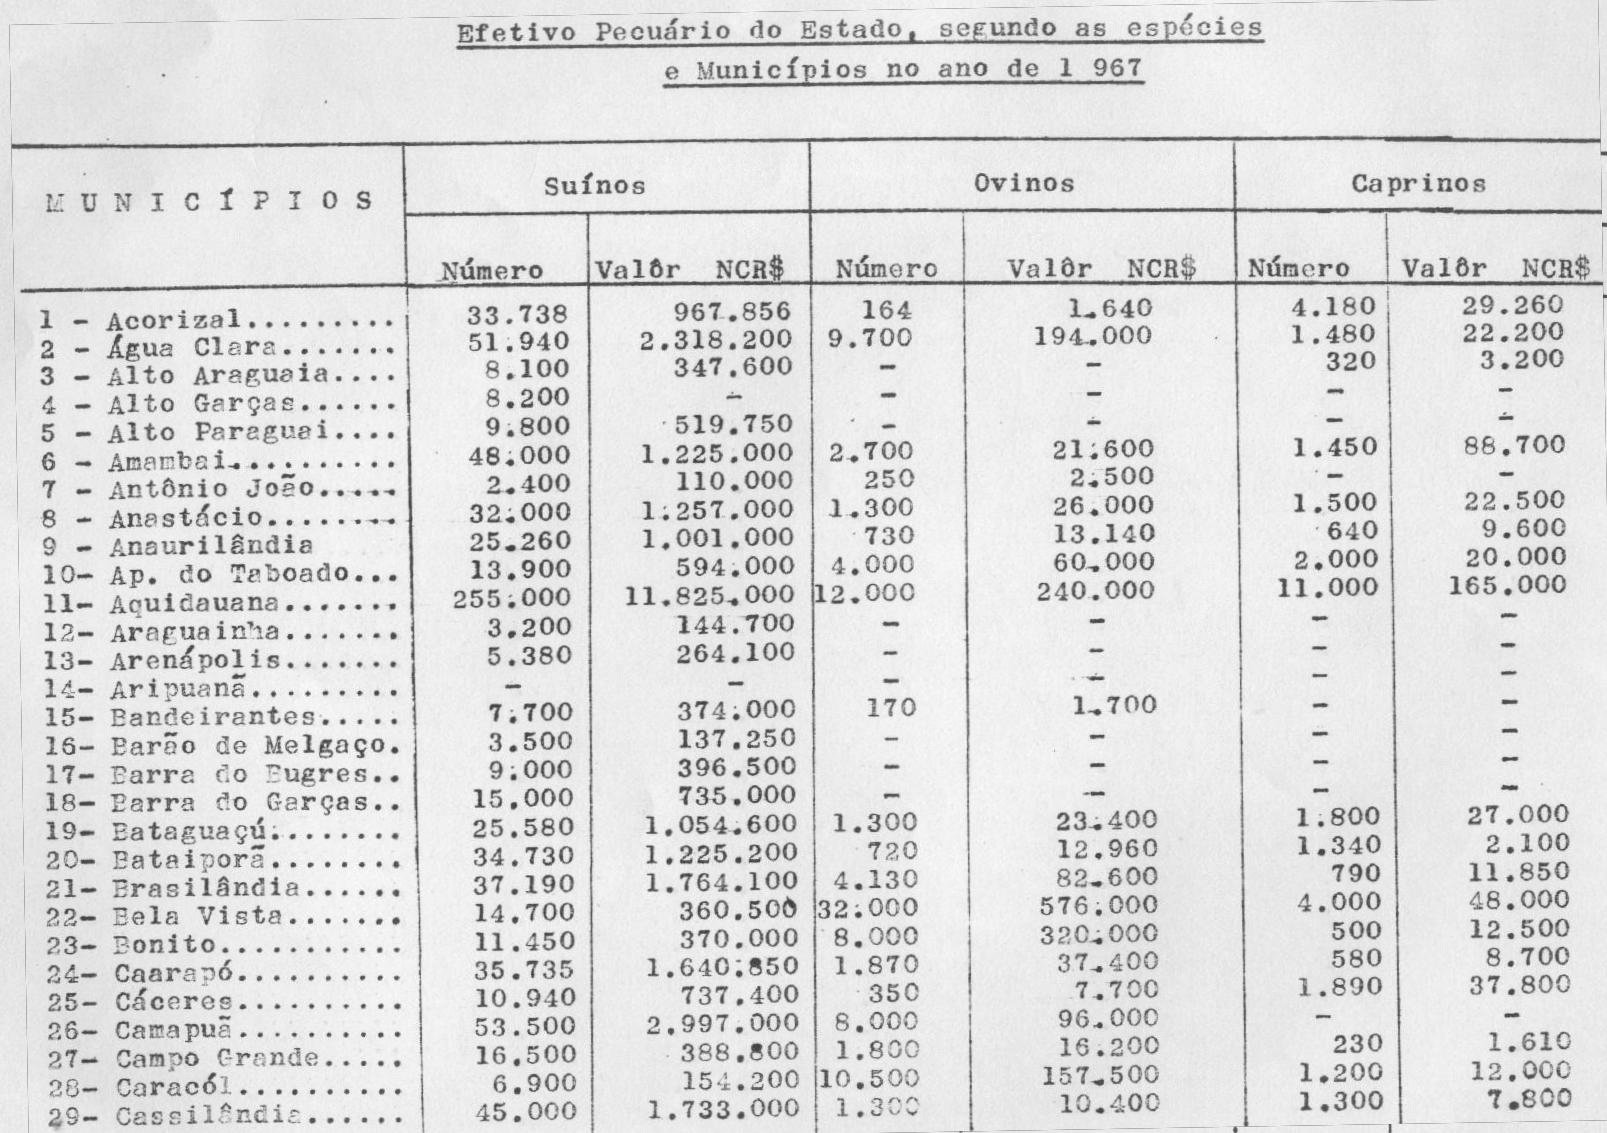 Efetivo Pecuário do Estado, segundo as espécies
e Municípios no ano de 1 967
MUNICÍPIOS Suínos Ovinos Caprinos
Número Valôr NCR$ Número Valôr NCR$ Número Valôr NCR$
1 - Acorizal......... 33.738 967.856 164 1.640 4.180 29.260
2 - Água Clara....... 51.940 2.318.200 9.700 194.000 1.480 22.200
3 - Alto Araguaia.... 8.100 347.600 - - 320 3.200
4 - Alto Garças...... 8.200 - - - - -
5 - Alto Paraguai.... 9.800 519.750 - - - -
6 - Amambai.......... 48.000 1.225.000 2.700 21.600 1.450 88.700
7 - Antônio João..... 2.400 110.000 250 2.500 - -
8 - Anastácio........ 32.000 1.257.000 1.300 26.000 1.500 22.500
9 - Anaurilândia 25.260 1.001.000 730 13.140 640 9.600
10- Ap. do Taboado... 13.900 594.000 4.000 60.000 2.000 20.000
11- Aquidauana....... 255.000 11.825.000 12.000 240.000 11.000 165.000
12- Araguainha....... 3.200 144.700 - - - -
13- Arenápolis....... 5.380 264.100 - - - -
14- Aripuanã......... - - - - - -
15- Bandeirantes..... 7.700 374.000 170 1.700 - -
16- Barão de Melgaço. 3.500 137.250 - - - -
17- Barra do Bugres.. 9.000 396.500 - - - -
18- Barra do Garças.. 15.000 735.000 - - - -
19- Bataguaçú........ 25.580 1.054.600 1.300 23.400 1.800 27.000
20- Bataiporã........ 34.730 1.225.200 720 12.960 1.340 2.100
21- Brasilândia...... 37.190 1.764.100 4.130 82.600 790 11.850
22- Bela Vista....... 14.700 360.500 32.000 576.000 4.000 48.000
23- Bonito........... 11.450 370.000 8.000 320.000 500 12.500
24- Caarapó.......... 35.735 1.640.850 1.870 37.400 580 8.700
25- Cáceres.......... 10.940 737.400 350 7.700 1.890 37.800
26- Camapuã.......... 53.500 2.997.000 8.000 96.000 - -
27- Campo Grande..... 16.500 388.800 1.800 16.200 230 1.610
28- Caracól.......... 6.900 154.200 10.500 157.500 1.200 12.000
29- Cassilândia...... 45.000 1.733.000 1.300 10.400 1.300 7.800